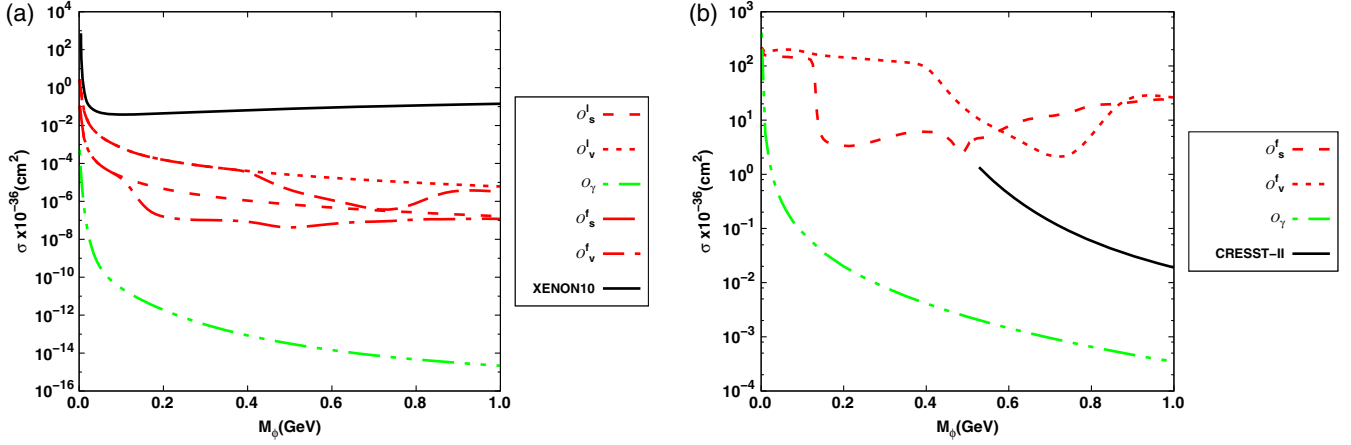 (a)
10^4
10^2
10^0
10^-2
10^-4
10^-6
10^-8
10^-10
10^-12
10^-14
10^-16
σ x10^-36(cm^2)
0.0 0.2 0.4 0.6 0.8 1.0
M_ϕ(GeV)
O^l_s
O^l_v
O_γ
O^f_s
O^f_v
XENON10
(b)
10^3
10^2
10^1
10^0
10^-1
10^-2
10^-3
10^-4
σ x10^-36(cm^2)
0.0 0.2 0.4 0.6 0.8 1.0
M_ϕ(GeV)
O^f_s
O^f_v
O_γ
CRESST-II